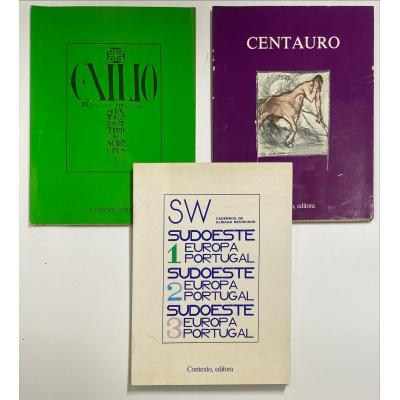 EXILIO
Contexto, editora
CENTAURO
o, editora
SW CADERNOS DE
ALMADA NEGREIROS
SUDOESTE
1 EUROPA
PORTUGAL
SUDOESTE
2 EUROPA
PORTUGAL
SUDOESTE
3 EUROPA
PORTUGAL
Contexto, editora